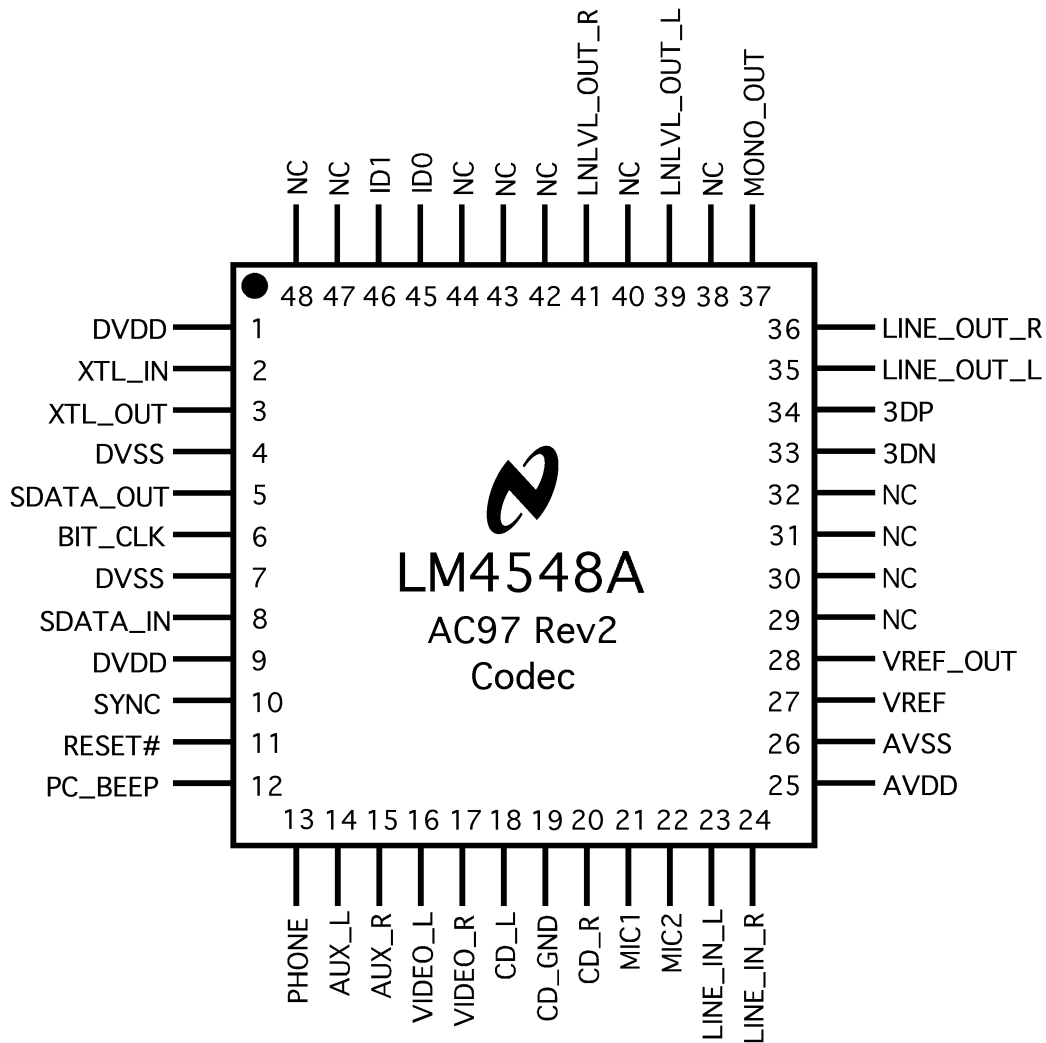 NC NC ID1 ID0 NC NC NC LNLVL_OUT_R NC LNLVL_OUT_L NC MONO_OUT
48 47 46 45 44 43 42 41 40 39 38 37
DVDD 1 36 LINE_OUT_R
XTL_IN 2 35 LINE_OUT_L
XTL_OUT 3 34 3DP
DVSS 4 33 3DN
SDATA_OUT 5 32 NC
BIT_CLK 6 31 NC
DVSS 7 30 NC
SDATA_IN 8 29 NC
DVDD 9 28 VREF_OUT
SYNC 10 27 VREF
RESET# 11 26 AVSS
PC_BEEP 12 25 AVDD
LM4548A
AC97 Rev2
Codec
13 14 15 16 17 18 19 20 21 22 23 24
PHONE AUX_L AUX_R VIDEO_L VIDEO_R CD_L CD_GND CD_R MIC1 MIC2 LINE_IN_L LINE_IN_R